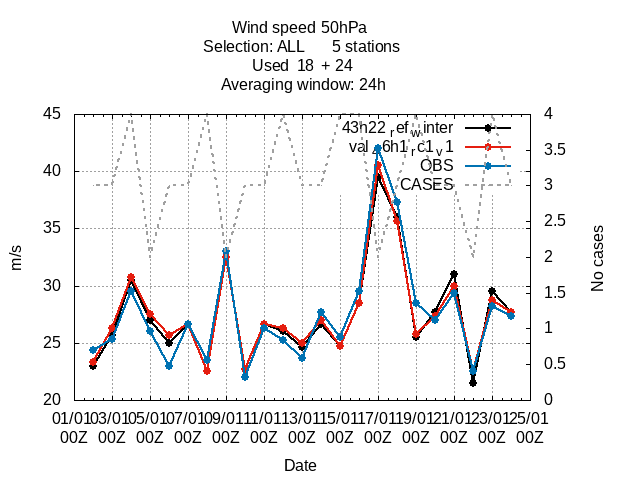 Wind speed 50hPa
Selection: ALL 5 stations
Used 18 + 24
Averaging window: 24h
45 4
43h22_ref_winter
val_6h1_rc1_v1
OBS
CASES
40 3.5
3
35 2.5
30 2
1.5
25 1
0.5
20 0
m/s
No cases
01/01 03/01 05/01 07/01 09/01 11/01 13/01 15/01 17/01 19/01 21/01 23/01 25/01
00Z 00Z 00Z 00Z 00Z 00Z 00Z 00Z 00Z 00Z 00Z 00Z 00Z
Date